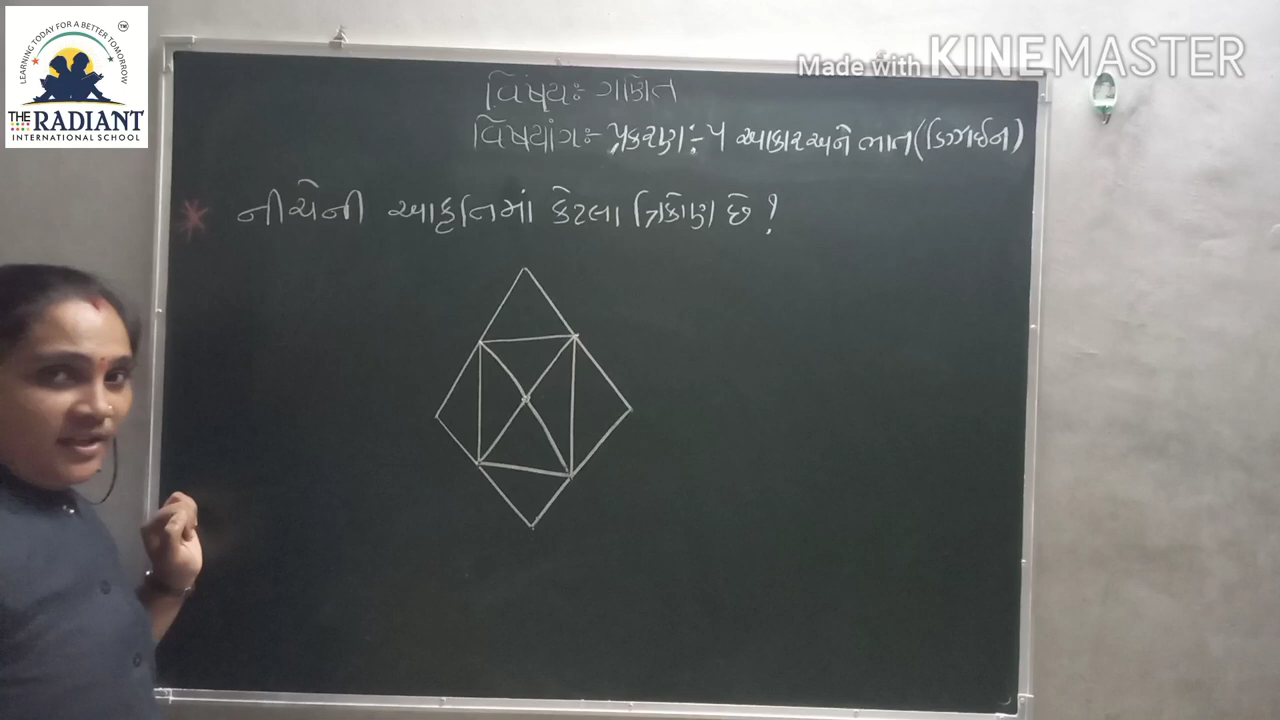 LEARNING TODAY FOR A BETTER TOMORROW
TM
THE RADIANT
INTERNATIONAL SCHOOL
Made with KINEMASTER
વિષય:- ગણિત
વિષયાંગ:- પ્રકરણ:- ૫ આકાર અને ભાત (ડિઝાઈન)
* નીચેની આકૃતિમાં કેટલા ત્રિકોણ છે ?